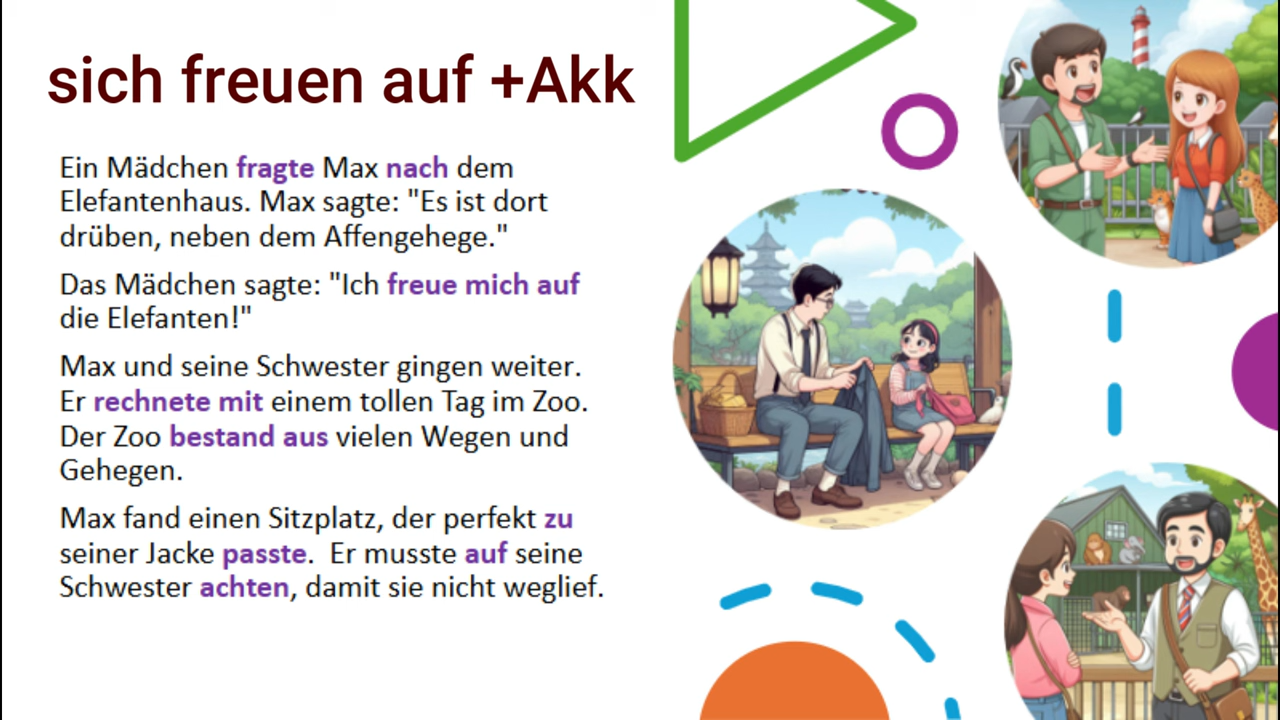 sich freuen auf +Akk
Ein Mädchen fragte Max nach dem
Elefantenhaus. Max sagte: "Es ist dort
drüben, neben dem Affengehege."
Das Mädchen sagte: "Ich freue mich auf
die Elefanten!"
Max und seine Schwester gingen weiter.
Er rechnete mit einem tollen Tag im Zoo.
Der Zoo bestand aus vielen Wegen und
Gehegen.
Max fand einen Sitzplatz, der perfekt zu
seiner Jacke passte.  Er musste auf seine
Schwester achten, damit sie nicht weglief.